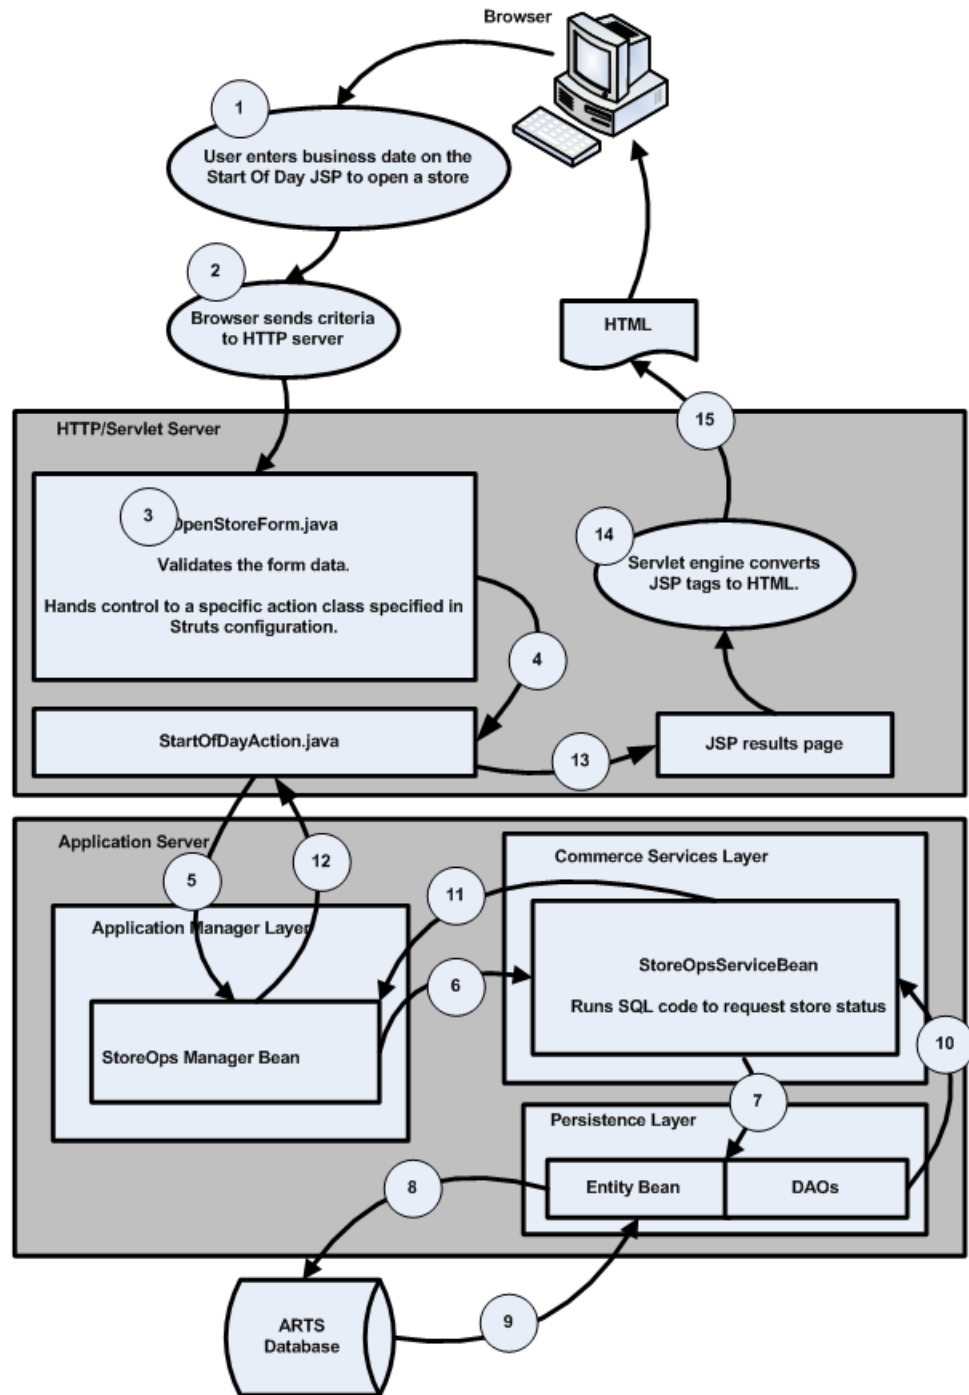 Browser
1
User enters business date on the
Start Of Day JSP to open a store
2
Browser sends criteria
to HTTP server
HTML
15
HTTP/Servlet Server
3
OpenStoreForm.java
Validates the form data.
Hands control to a specific action class specified in
Struts configuration.
14
Servlet engine converts
JSP tags to HTML.
4
StartOfDayAction.java
13
JSP results page
Application Server
5
12
Application Manager Layer
StoreOps Manager Bean
11
6
Commerce Services Layer
StoreOpsServiceBean
Runs SQL code to request store status
10
7
Persistence Layer
Entity Bean
DAOs
8
9
ARTS
Database